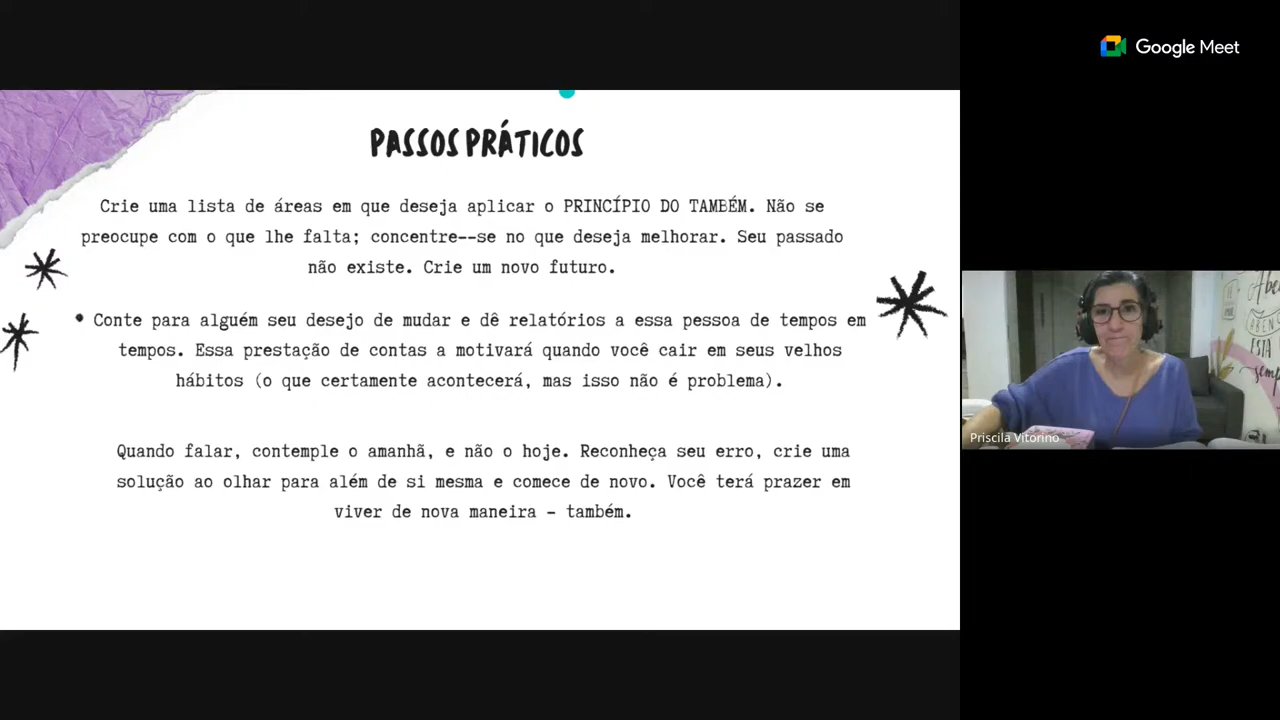 Google Meet
PASSOS PRÁTICOS
Crie uma lista de áreas em que deseja aplicar o PRINCÍPIO DO TAMBÉM. Não se
preocupe com o que lhe falta; concentre--se no que deseja melhorar. Seu passado
não existe. Crie um novo futuro.
• Conte para alguém seu desejo de mudar e dê relatórios a essa pessoa de tempos em
tempos. Essa prestação de contas a motivará quando você cair em seus velhos
hábitos (o que certamente acontecerá, mas isso não é problema).
Quando falar, contemple o amanhã, e não o hoje. Reconheça seu erro, crie uma
solução ao olhar para além de si mesma e comece de novo. Você terá prazer em
viver de nova maneira - também.
Priscila Vitorino